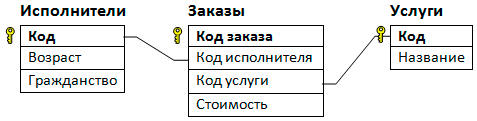 Исполнители
Код
Возраст
Гражданство
Заказы
Код заказа
Код исполнителя
Код услуги
Стоимость
Услуги
Код
Название